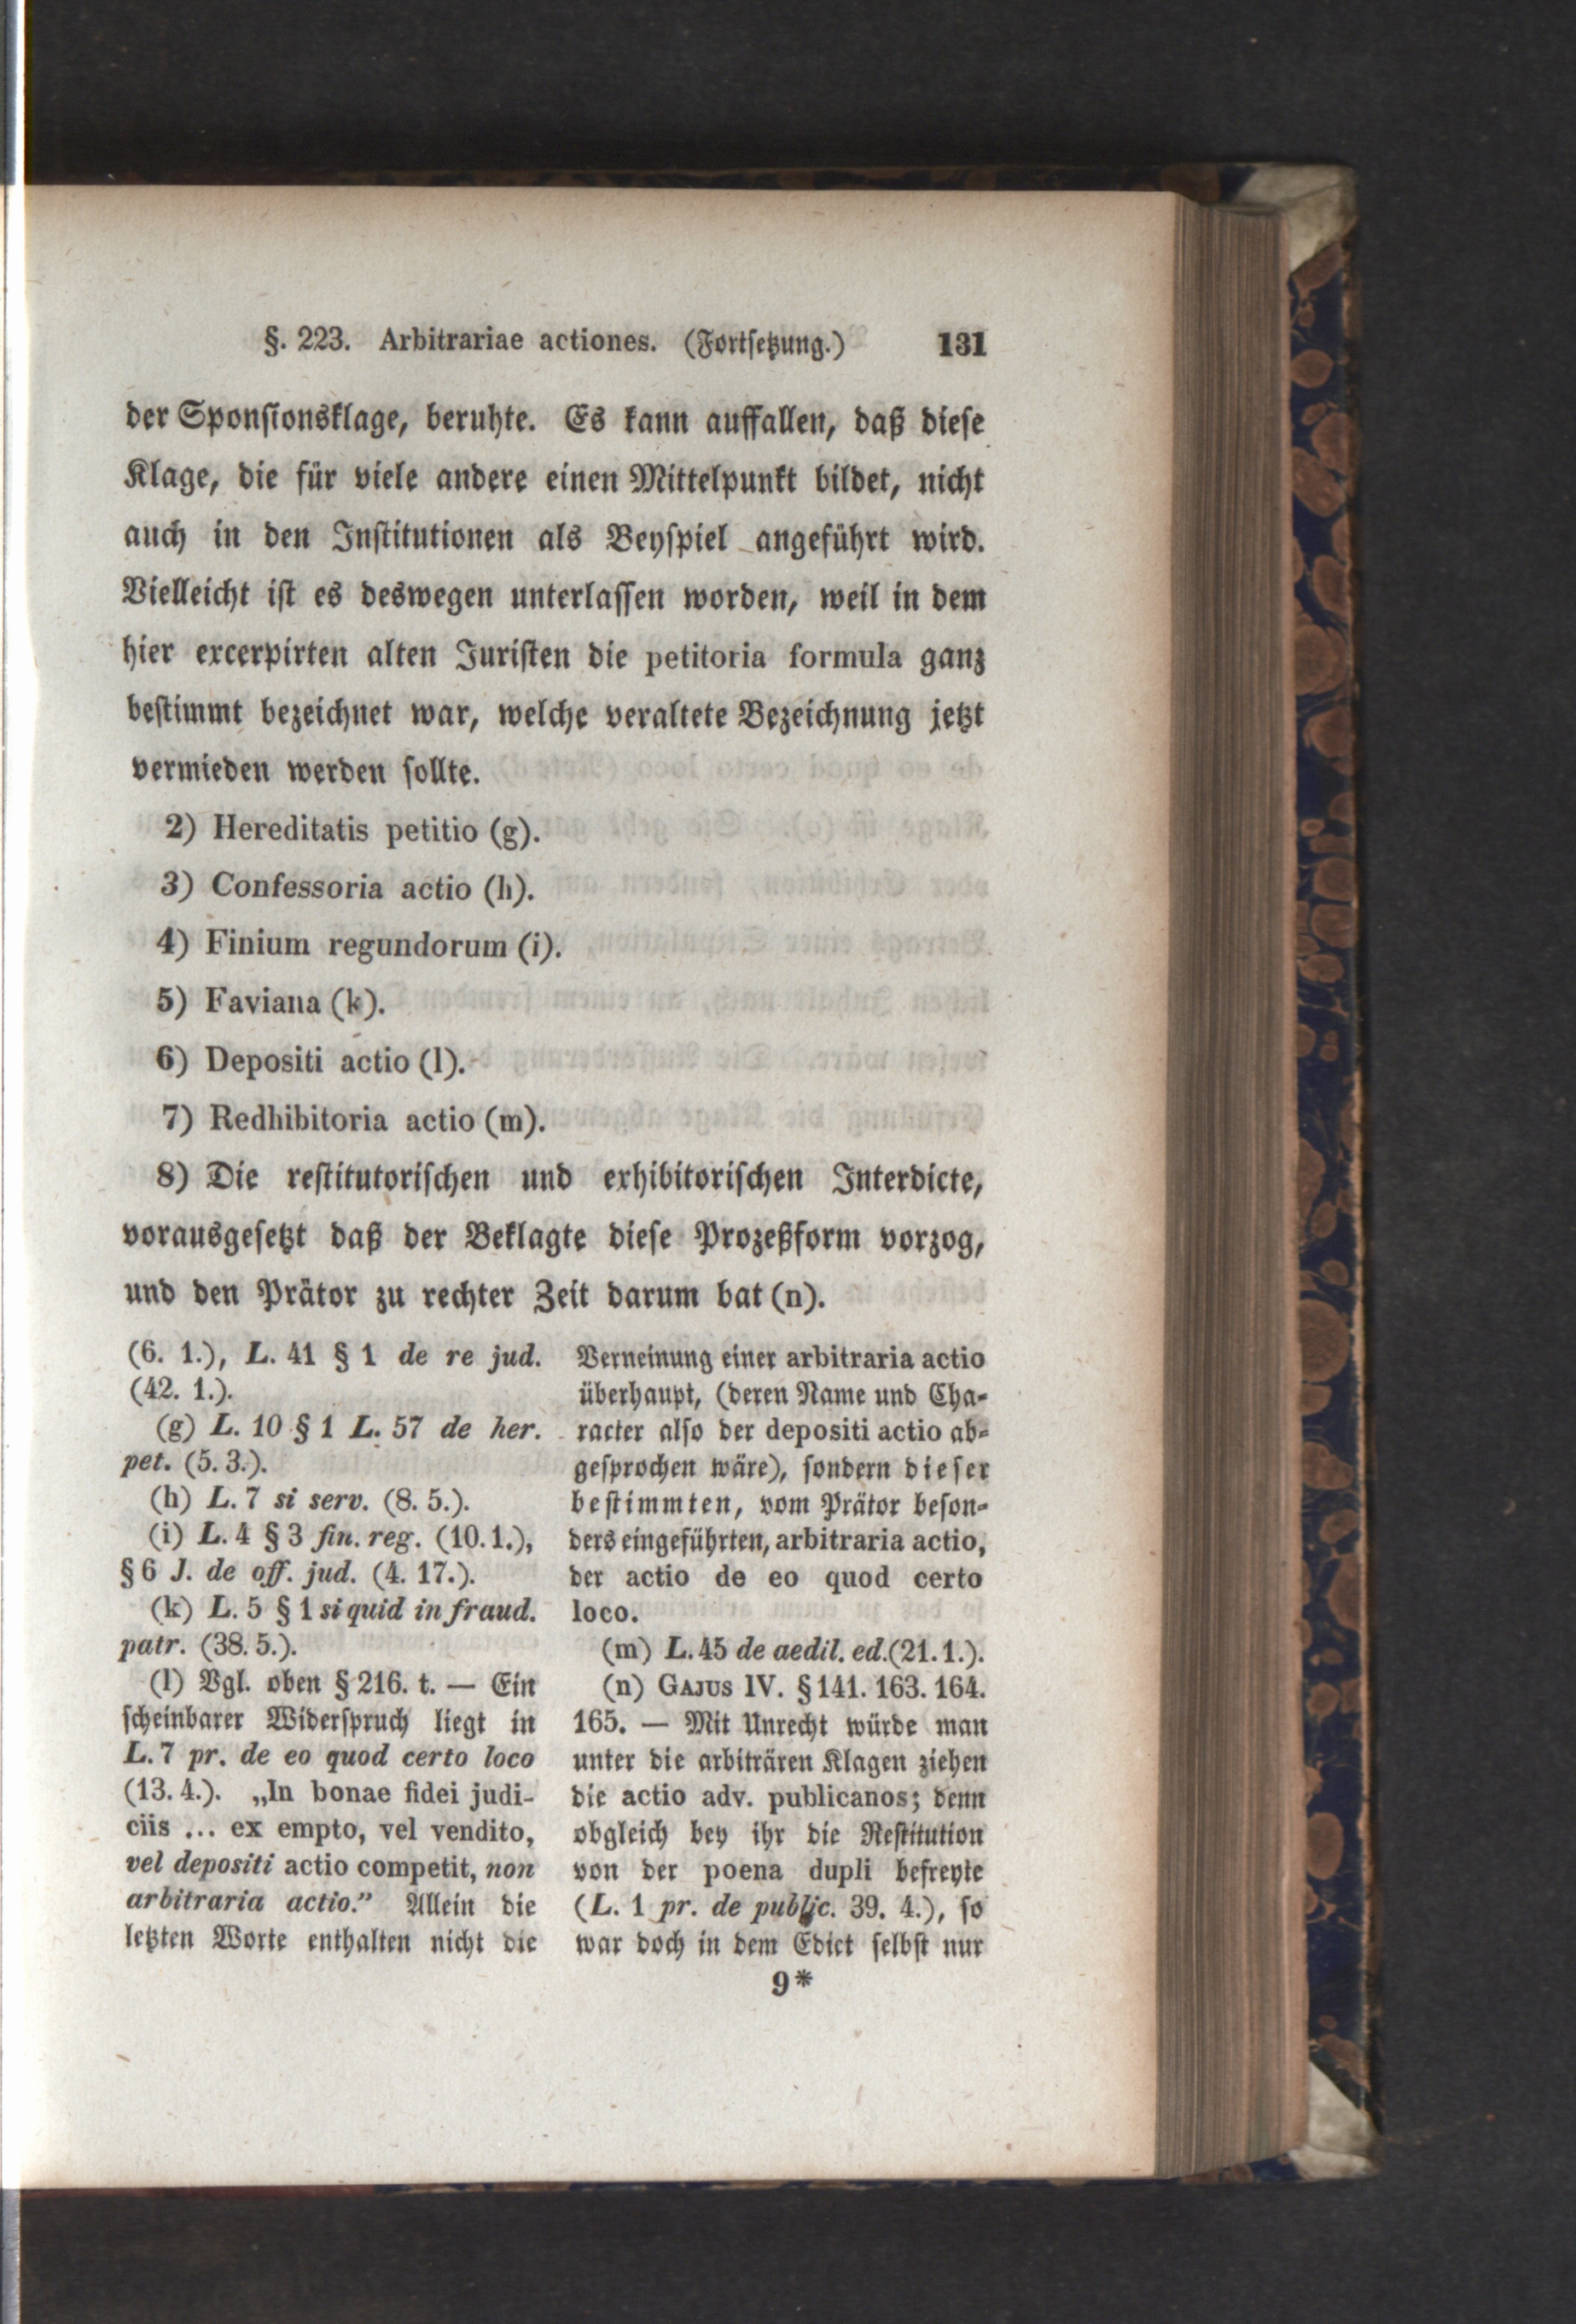 §. 223. Arbitrariae actiones. (Fortsetzung.) 131
der Sponsionsklage, beruhte. Es kann auffallen, daß diese
Klage, die für viele andere einen Mittelpunkt bildet, nicht
auch in den Institutionen als Beyspiel angeführt wird.
Vielleicht ist es deswegen unterlassen worden, weil in dem
hier excerpirten alten Juristen die petitoria formula ganz
bestimmt bezeichnet war, welche veraltete Bezeichnung jetzt
vermieden werden sollte.
2) Hereditatis petitio (g).
3) Confessoria actio (h).
4) Finium regundorum (i).
5) Faviana (k).
6) Depositi actio (l).
7) Redhibitoria actio (m).
8) Die restitutorischen und exhibitorischen Interdicte,
vorausgesetzt daß der Beklagte diese Prozeßform vorzog,
und den Prätor zu rechter Zeit darum bat (n).
(6. 1.), L. 41 § 1 de re jud.
(42. 1.).
(g) L. 10 § 1 L. 57 de her.
pet. (5. 3.).
(h) L. 7 si serv. (8. 5.).
(i) L. 4 § 3 fin. reg. (10. 1.),
§ 6 J. de off. jud. (4. 17.).
(k) L. 5 § 1 si quid in fraud.
patr. (38. 5.).
(l) Vgl. oben § 216. t. — Ein
scheinbarer Widerspruch liegt in
L. 7 pr. de eo quod certo loco
(13. 4.). „In bonae fidei judi-
ciis ... ex empto, vel vendito,
vel depositi actio competit, non
arbitraria actio.” Allein die
letzten Worte enthalten nicht die
Verneinung einer arbitraria actio
überhaupt, (deren Name und Cha-
racter also der depositi actio ab-
gesprochen wäre), sondern dieser
bestimmten, vom Prätor beson-
ders eingeführten, arbitraria actio,
der actio de eo quod certo
loco.
(m) L. 45 de aedil. ed. (21. 1.).
(n) Gajus IV. § 141. 163. 164.
165. — Mit Unrecht würde man
unter die arbiträren Klagen ziehen
die actio adv. publicanos; denn
obgleich bey ihr die Restitution
von der poena dupli befreyte
(L. 1 pr. de public. 39. 4.), so
war doch in dem Edict selbst nur
9*